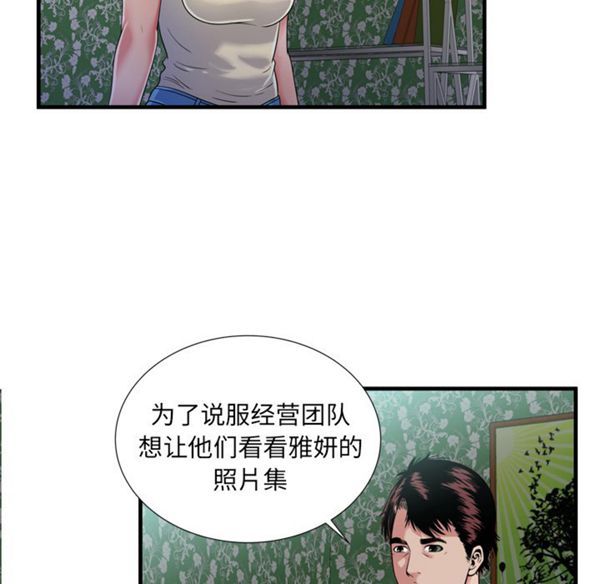 为了说服经营团队
想让他们看看雅妍的
照片集